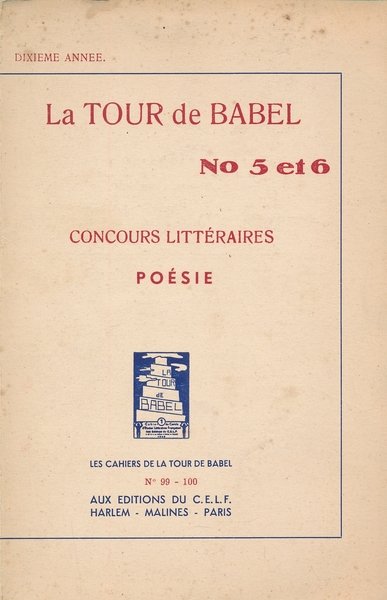 DIXIEME ANNEE.
La TOUR de BABEL
No 5 et 6
CONCOURS LITTÉRAIRES
POÉSIE
LA
TOUR
de
BABEL
LES CAHIERS DE LA TOUR DE BABEL
N° 99 - 100
AUX EDITIONS DU C.E.L.F.
HARLEM - MALINES - PARIS